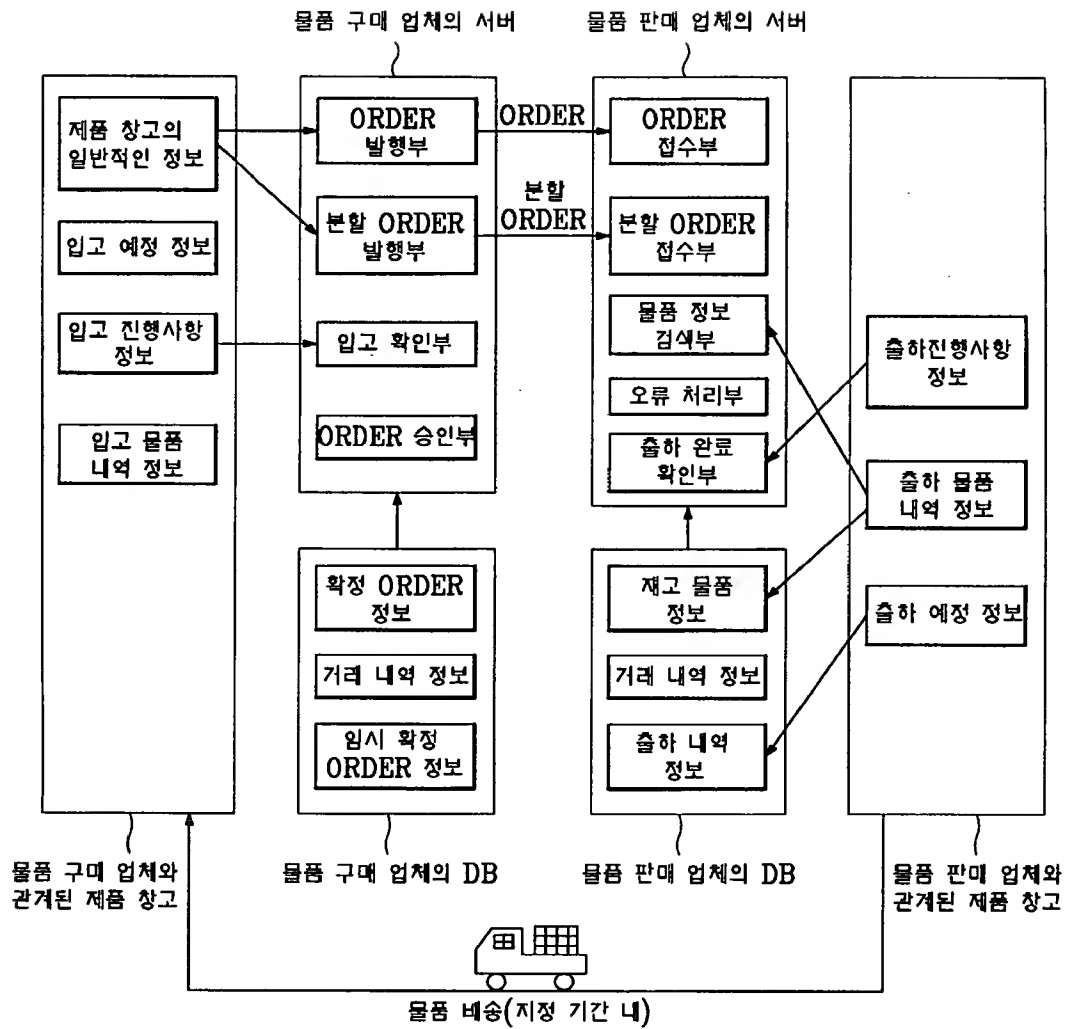 물품 구매 업체의 서버
물품 판매 업체의 서버
제품 창고의
일반적인 정보
입고 예정 정보
입고 진행사항
정보
입고 물품
내역 정보
ORDER
발행부
분할 ORDER
발행부
입고 확인부
ORDER 승인부
ORDER
분할
ORDER
ORDER
접수부
분할 ORDER
접수부
물품 정보
검색부
오류 처리부
출하 완료
확인부
출하진행사항
정보
출하 물품
내역 정보
출하 예정 정보
확정 ORDER
정보
거래 내역 정보
임시 확정
ORDER 정보
재고 물품
정보
거래 내역 정보
출하 내역
정보
물품 구매 업체와
관계된 제품 창고
물품 구매 업체의 DB
물품 판매 업체의 DB
물품 판매 업체와
관계된 제품 창고
물품 배송(지정 기간 내)